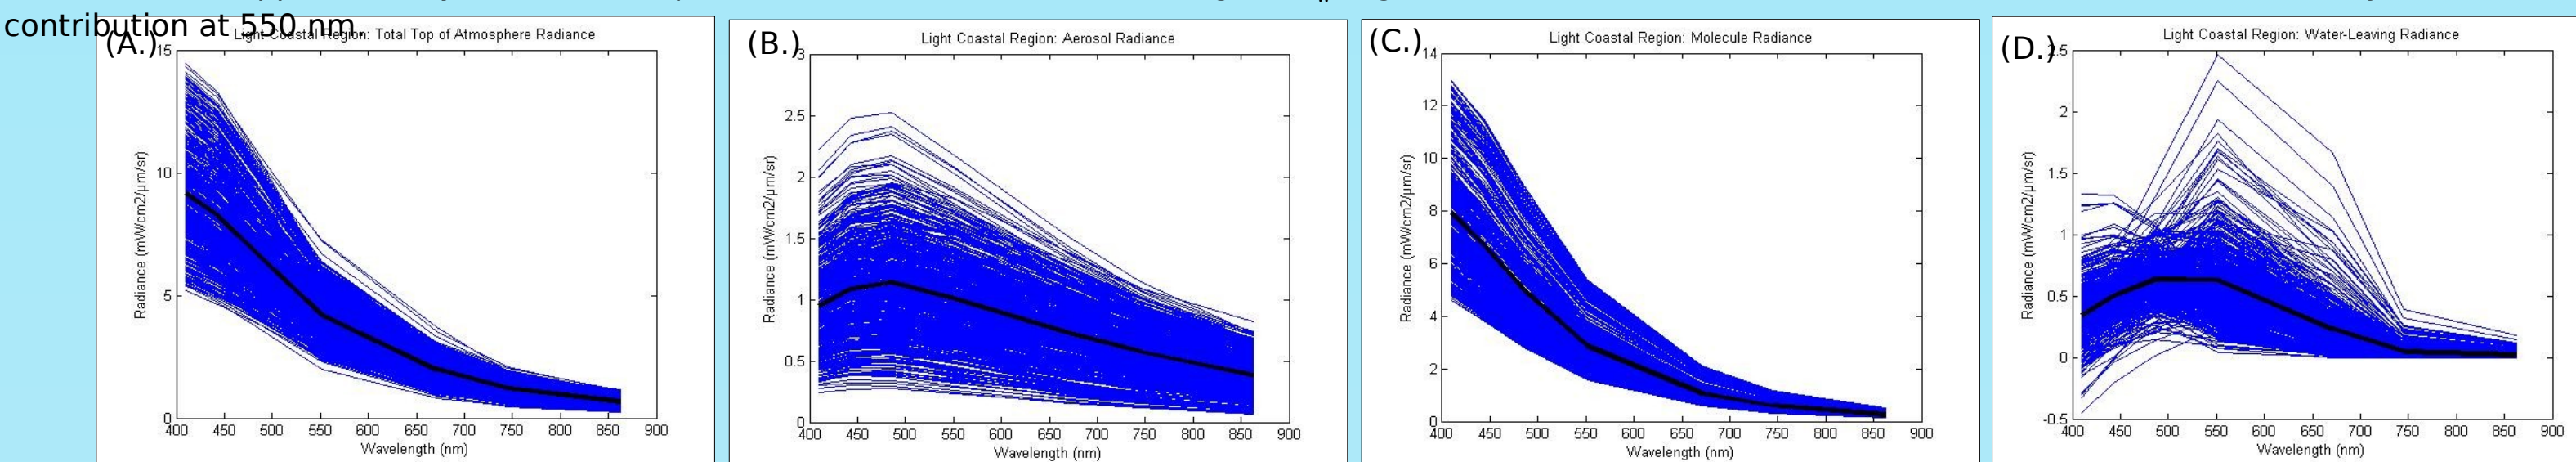 contribution at 550 nm.
(A.)
Light Coastal Region: Total Top of Atmosphere Radiance
15
10
5
0
Radiance (mW/cm2/µm/sr)
400 450 500 550 600 650 700 750 800 850 900
Wavelength (nm)
(B.)
Light Coastal Region: Aerosol Radiance
3
2.5
2
1.5
1
0.5
0
Radiance (mW/cm2/µm/sr)
400 450 500 550 600 650 700 750 800 850 900
Wavelength (nm)
(C.)
Light Coastal Region: Molecule Radiance
14
12
10
8
6
4
2
0
Radiance (mW/cm2/µm/sr)
400 450 500 550 600 650 700 750 800 850 900
Wavelength (nm)
(D.)
Light Coastal Region: Water-Leaving Radiance
2.5
2
1.5
1
0.5
0
-0.5
Radiance (mW/cm2/µm/sr)
400 450 500 550 600 650 700 750 800 850 900
Wavelength (nm)